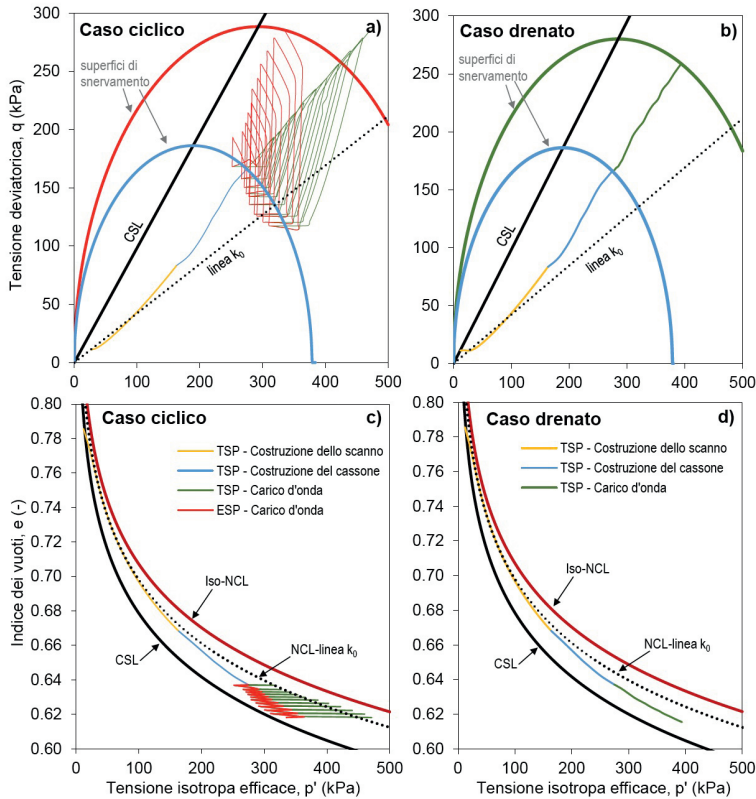 Caso ciclico
a)
superfici di
snervamento
CSL
linea k0
Tensione deviatorica, q (kPa)
300
250
200
150
100
50
0
0
100
200
300
400
500
Caso drenato
b)
superfici di
snervamento
CSL
linea k0
300
250
200
150
100
50
0
0
100
200
300
400
500
Caso ciclico
c)
TSP - Costruzione dello scanno
TSP - Costruzione del cassone
TSP - Carico d'onda
ESP - Carico d'onda
Iso-NCL
NCL-linea k0
CSL
Indice dei vuoti, e (-)
0.80
0.78
0.76
0.74
0.72
0.70
0.68
0.66
0.64
0.62
0.60
0
100
200
300
400
500
Tensione isotropa efficace, p' (kPa)
Caso drenato
d)
TSP - Costruzione dello scanno
TSP - Costruzione del cassone
TSP - Carico d'onda
Iso-NCL
NCL-linea k0
CSL
0.80
0.78
0.76
0.74
0.72
0.70
0.68
0.66
0.64
0.62
0.60
0
100
200
300
400
500
Tensione isotropa efficace, p' (kPa)